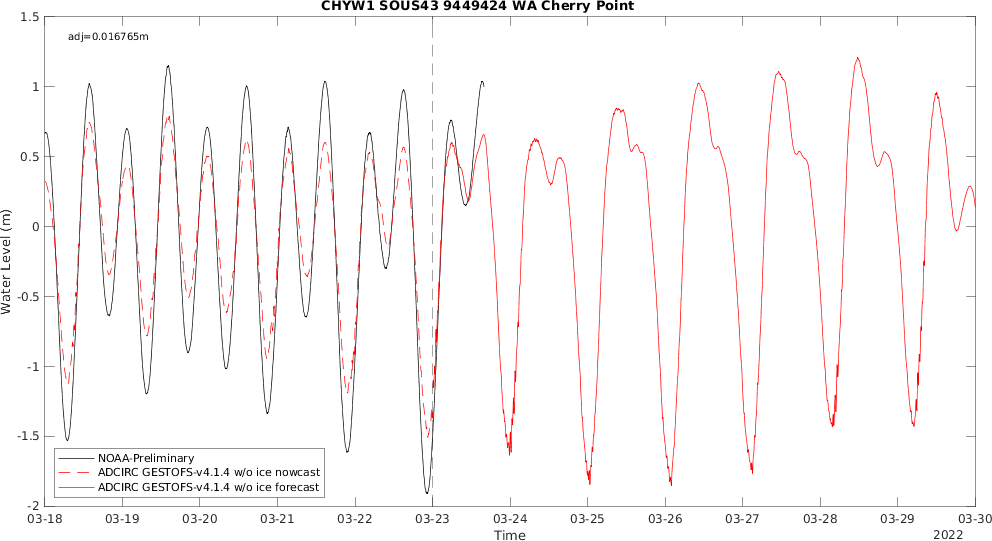 CHYW1 SOUS43 9449424 WA Cherry Point
adj=0.016765m
1.5
1
0.5
0
-0.5
-1
-1.5
-2
Water Level (m)
NOAA-Preliminary
ADCIRC GESTOFS-v4.1.4 w/o ice nowcast
ADCIRC GESTOFS-v4.1.4 w/o ice forecast
03-18 03-19 03-20 03-21 03-22 03-23 03-24 03-25 03-26 03-27 03-28 03-29 03-30
Time
2022